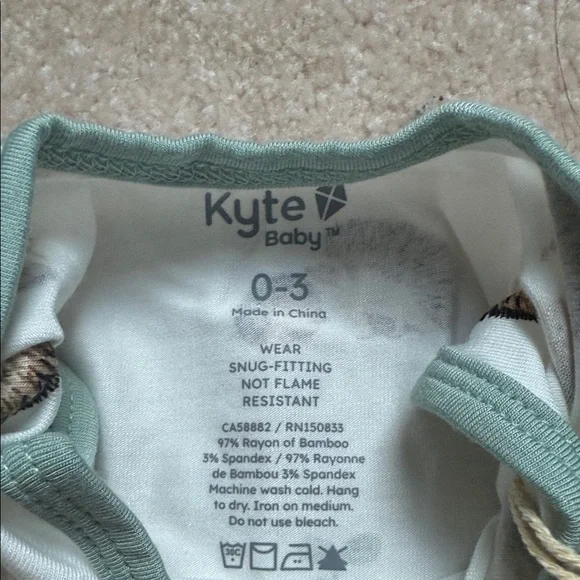 Kyte
Baby™
0-3
Made in China
WEAR
SNUG-FITTING
NOT FLAME
RESISTANT
CA58882 / RN150833
97% Rayon of Bamboo
3% Spandex / 97% Rayonne
de Bambou 3% Spandex
Machine wash cold. Hang
to dry. Iron on medium.
Do not use bleach.
30C